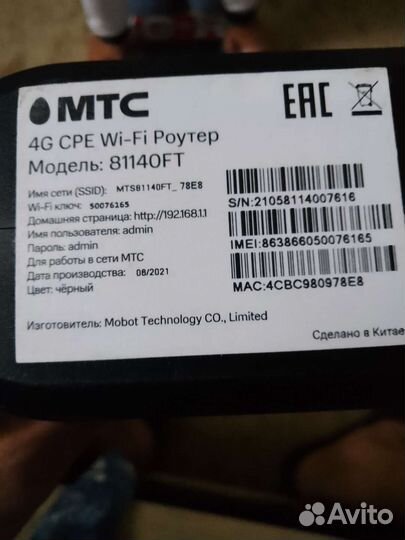 МТС
EAC
4G CPE Wi-Fi Роутер
Модель: 81140FT
Имя сети (SSID): MTS81140FT_ 78E8
Wi-Fi ключ: 50076165
Домашняя страница: http://192.168.1.1
Имя пользователя: admin
Пароль: admin
Для работы в сети МТС
Дата производства: 08/2021
Цвет: чёрный
S/N:21058114007616
IMEI:863866050076165
MAC:4CBC980978E8
Изготовитель: Mobot Technology CO., Limited
Сделано в Китае
Avito